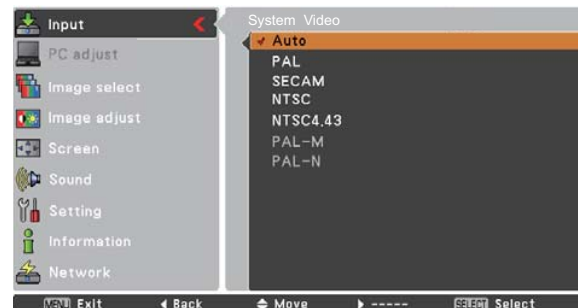 Input
PC adjust
Image select
Image adjust
Screen
Sound
Setting
Information
Network
System Video
Auto
PAL
SECAM
NTSC
NTSC4.43
PAL-M
PAL-N
MENU Exit Back Move ----- SELECT Select